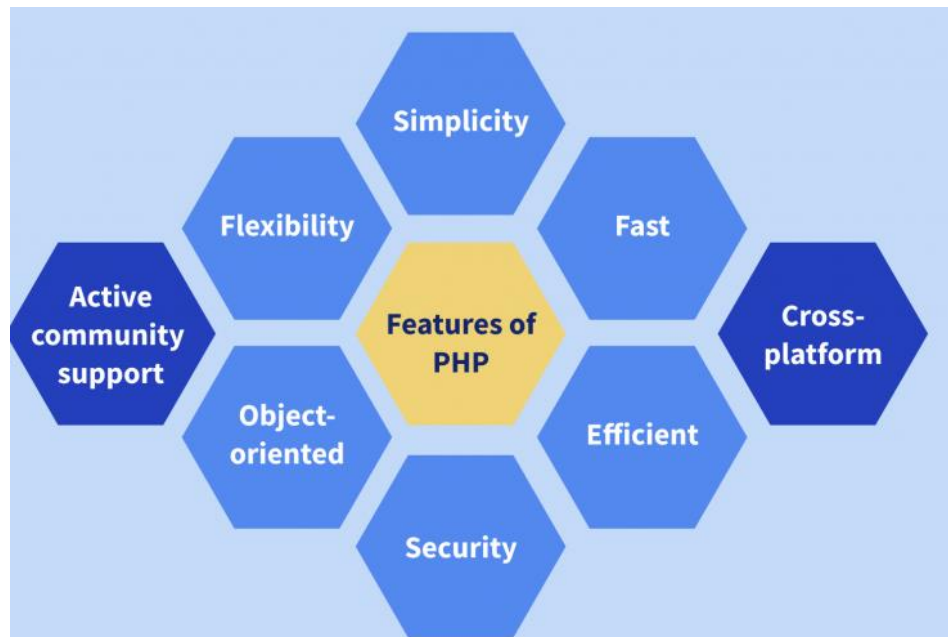 Simplicity
Flexibility
Fast
Active
community
support
Features of
PHP
Cross-
platform
Object-
oriented
Efficient
Security